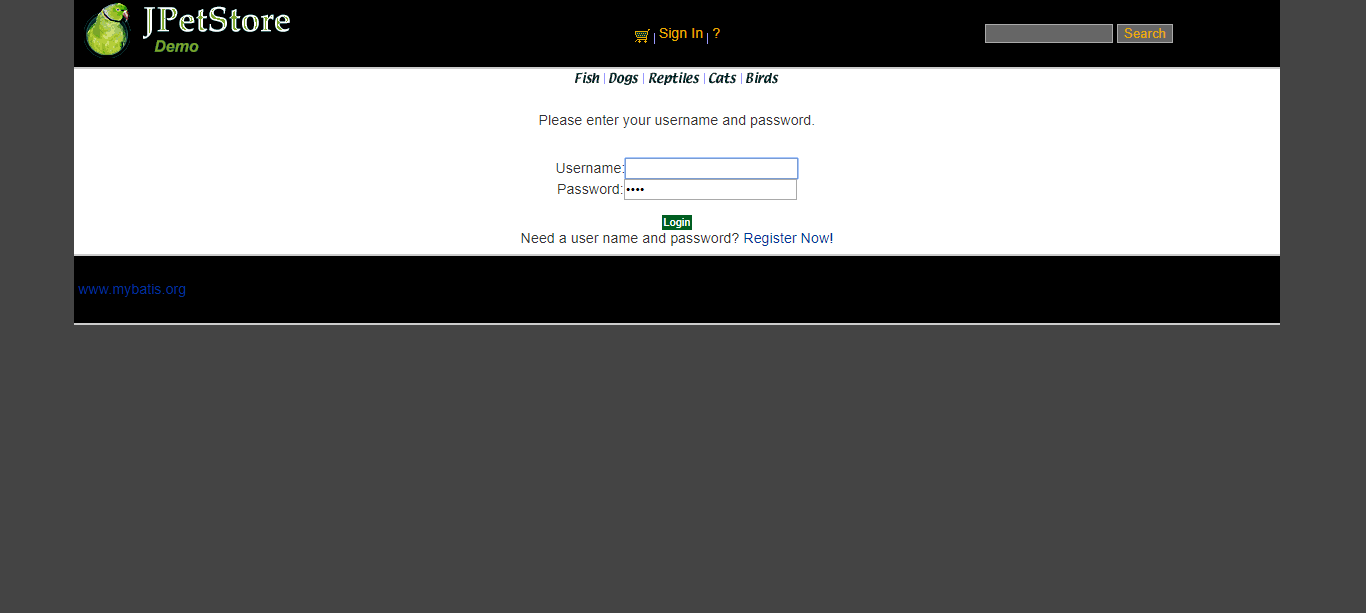 JPetStore
Demo
Sign In | ?
Search
Fish | Dogs | Reptiles | Cats | Birds
Please enter your username and password.
Username:
Password: ••••
Login
Need a user name and password? Register Now!
www.mybatis.org